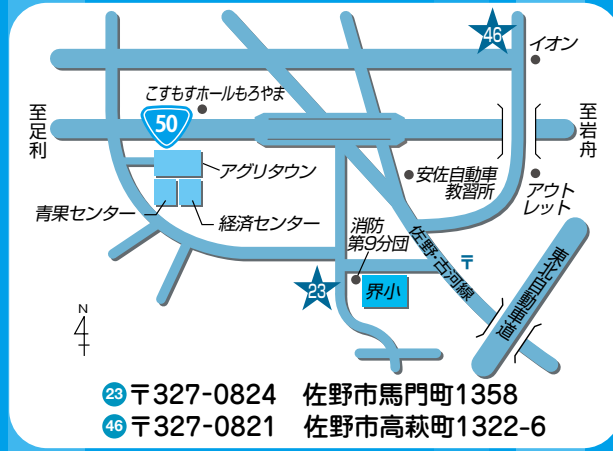 46
イオン
こすもすホールもろやま
至足利
50
至岩舟
アグリタウン
安佐自動車
教習所
アウト
レット
青果センター
経済センター
消防
第9分団
佐野・古河線
〒
東北自動車道
23
界小
N
23 〒327-0824 佐野市馬門町1358
46 〒327-0821 佐野市高萩町1322-6